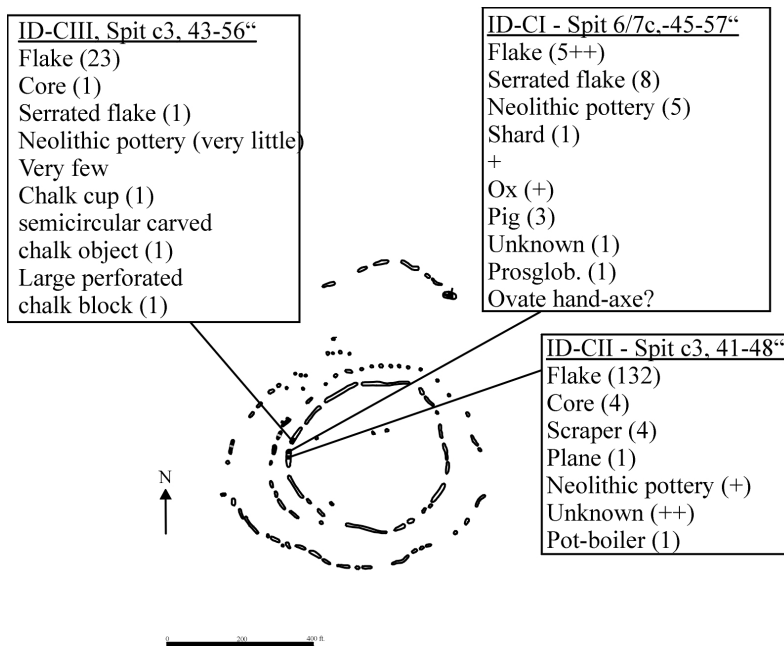 ID-CIII, Spit c3, 43-56“
Flake (23)
Core (1)
Serrated flake (1)
Neolithic pottery (very little)
Very few
Chalk cup (1)
semicircular carved
chalk object (1)
Large perforated
chalk block (1)
ID-CI - Spit 6/7c,-45-57“
Flake (5++)
Serrated flake (8)
Neolithic pottery (5)
Shard (1)
+
Ox (+)
Pig (3)
Unknown (1)
Prosglob. (1)
Ovate hand-axe?
ID-CII - Spit c3, 41-48“
Flake (132)
Core (4)
Scraper (4)
Plane (1)
Neolithic pottery (+)
Unknown (++)
Pot-boiler (1)
N
0 200 400 ft.